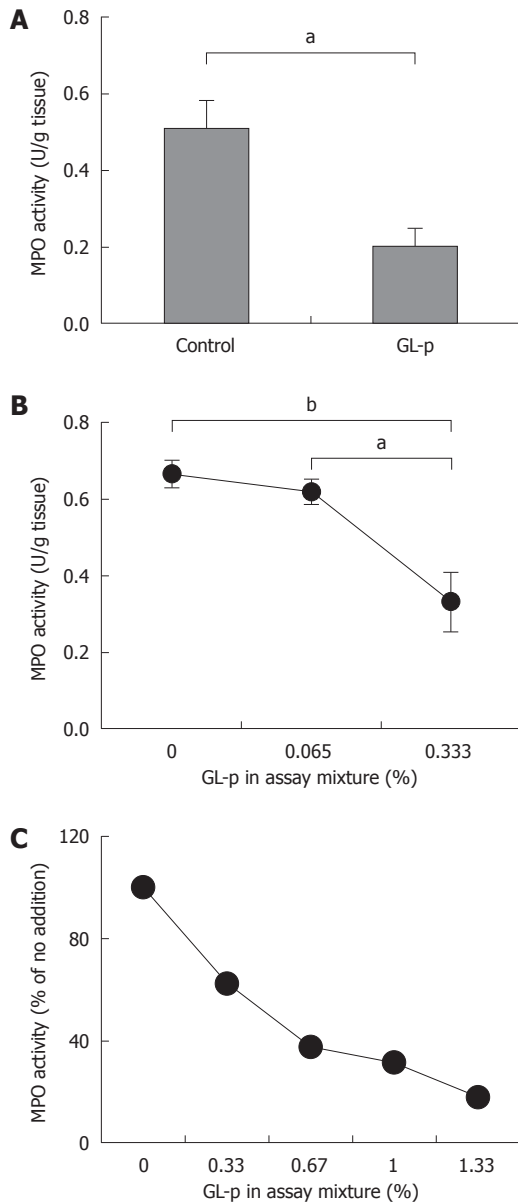 A
MPO activity (U/g tissue)
0.8
0.6
0.4
0.2
0.0
a
Control
GL-p
B
MPO activity (U/g tissue)
0.8
0.6
0.4
0.2
0.0
b
a
0
0.065
0.333
GL-p in assay mixture (%)
C
MPO activity (% of no addition)
120
80
40
0
0
0.33
0.67
1
1.33
GL-p in assay mixture (%)